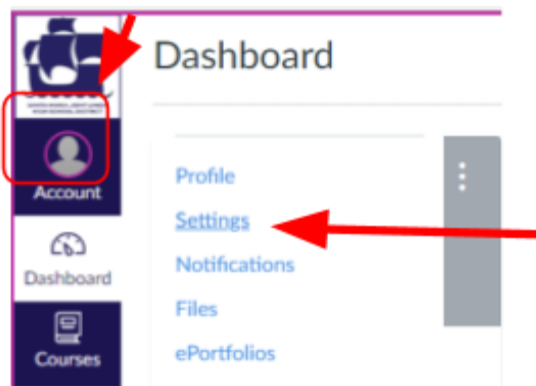 Dashboard
Account
Dashboard
Courses
Profile
Settings
Notifications
Files
ePortfolios